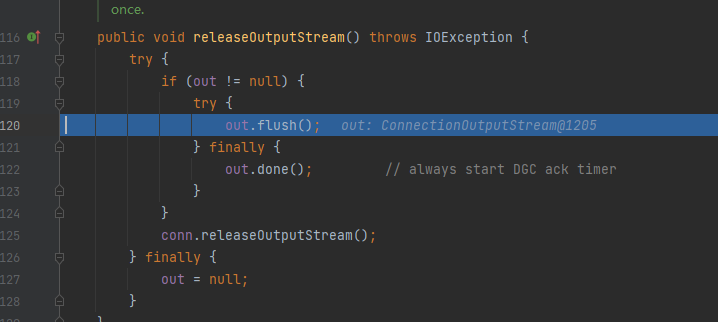 once.
116 public void releaseOutputStream() throws IOException {
117 try {
118 if (out != null) {
119 try {
120 out.flush(); out: ConnectionOutputStream@1205
121 } finally {
122 out.done(); // always start DGC ack timer
123 }
124 }
125 conn.releaseOutputStream();
126 } finally {
127 out = null;
128 }
}